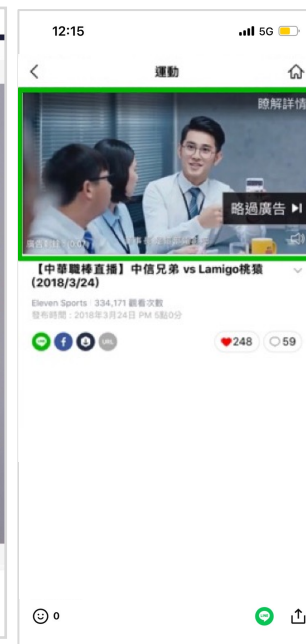 12:15
5G
運動
瞭解詳情
略過廣告
【中華職棒直播】中信兄弟 vs Lamigo桃猿
(2018/3/24)
Eleven Sports 334,171 觀看次數
發布時間：2018年3月24日 PM 5點0分
URL
248
59
0